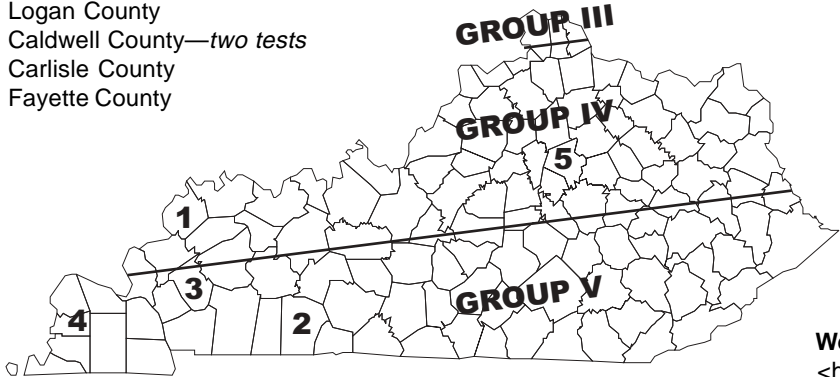 Logan County
Caldwell County—two tests
Carlisle County
Fayette County
GROUP III
GROUP IV
5
1
3
GROUP V
4
2
<h